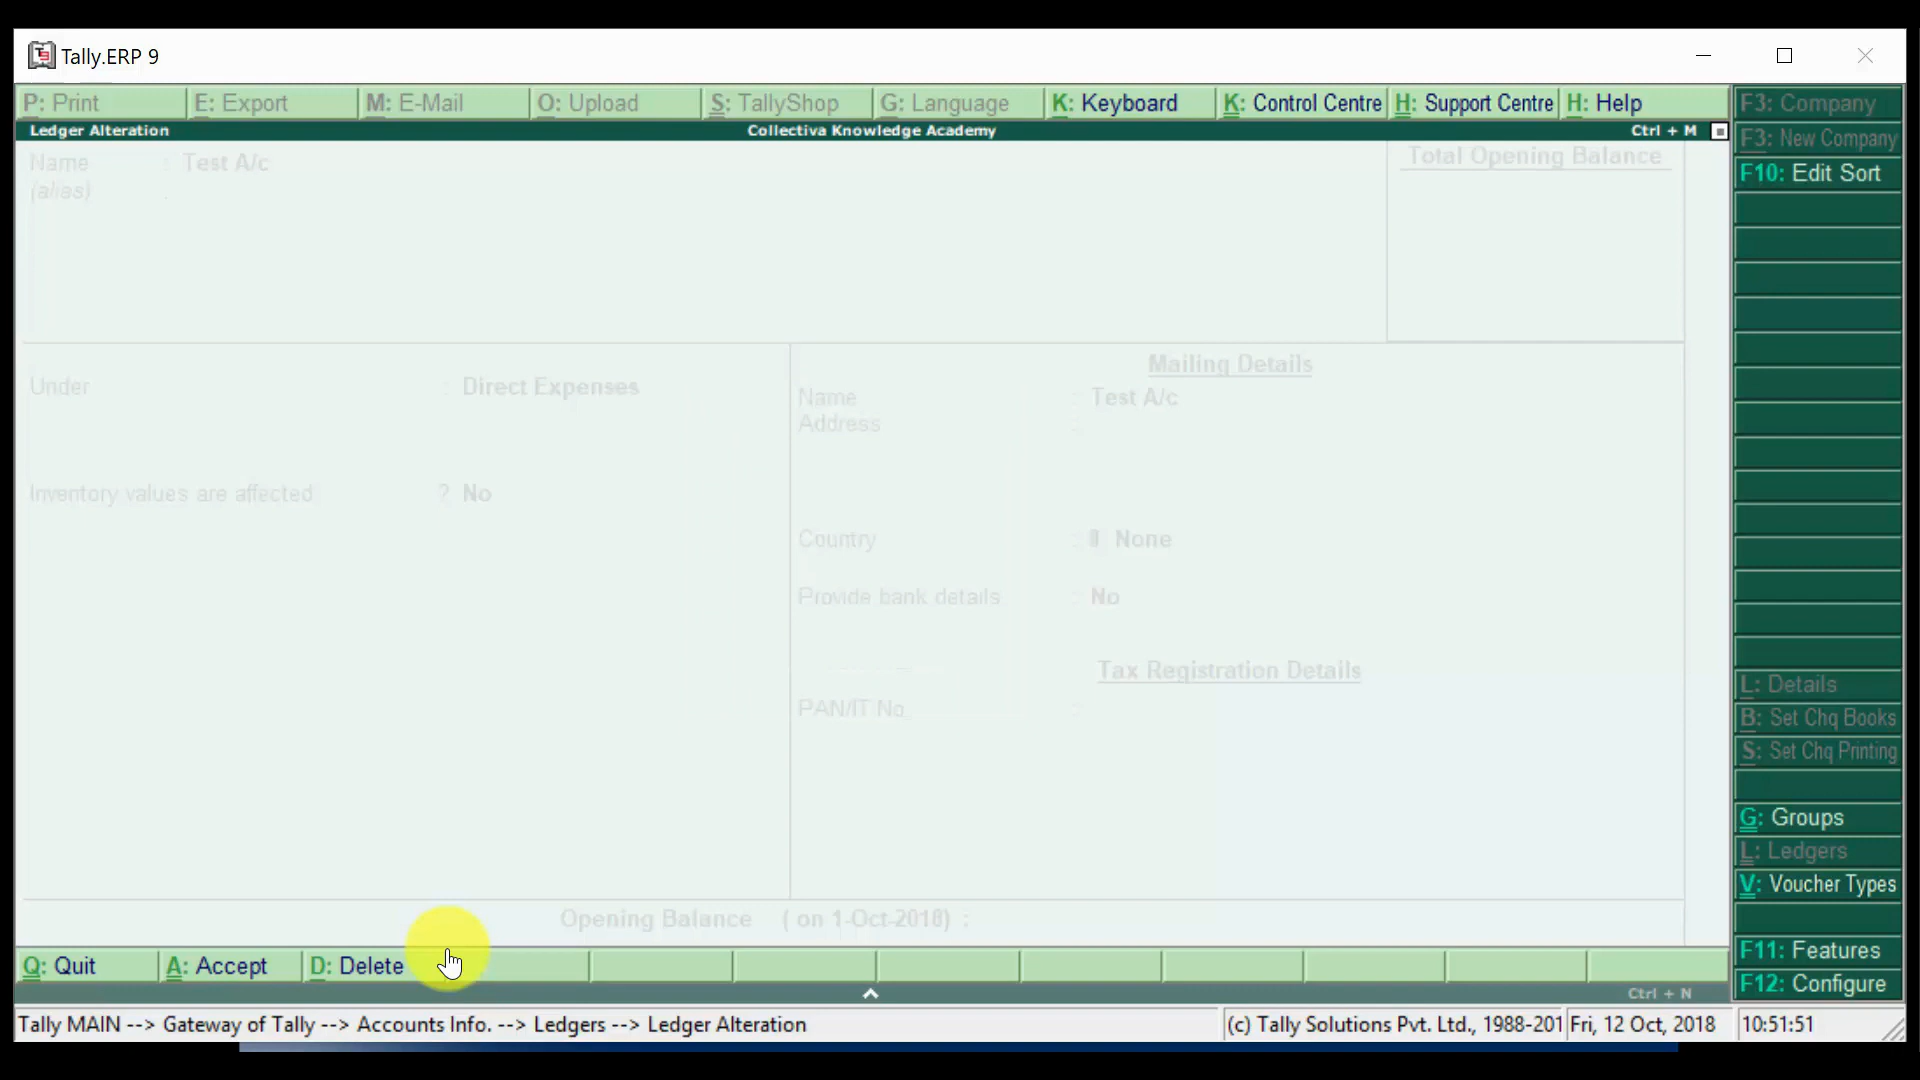 Tally.ERP 9
P: Print E: Export M: E-Mail O: Upload S: TallyShop G: Language K: Keyboard K: Control Centre H: Support Centre H: Help
Ledger Alteration Collectiva Knowledge Academy Ctrl + M
Name : Test A/c
(alias) :
Total Opening Balance
Under : Direct Expenses
Inventory values are affected ? No
Mailing Details
Name : Test A/c
Address :
Country : None
Provide bank details : No
Tax Registration Details
PAN/IT No. :
Opening Balance ( on 1-Oct-2018) :
Q: Quit A: Accept D: Delete
Ctrl + N
F3: Company
F3: New Company
F10: Edit Sort
L: Details
B: Set Chq Books
S: Set Chq Printing
G: Groups
L: Ledgers
V: Voucher Types
F11: Features
F12: Configure
Tally MAIN --> Gateway of Tally --> Accounts Info. --> Ledgers --> Ledger Alteration (c) Tally Solutions Pvt. Ltd., 1988-201 Fri, 12 Oct, 2018 10:51:51